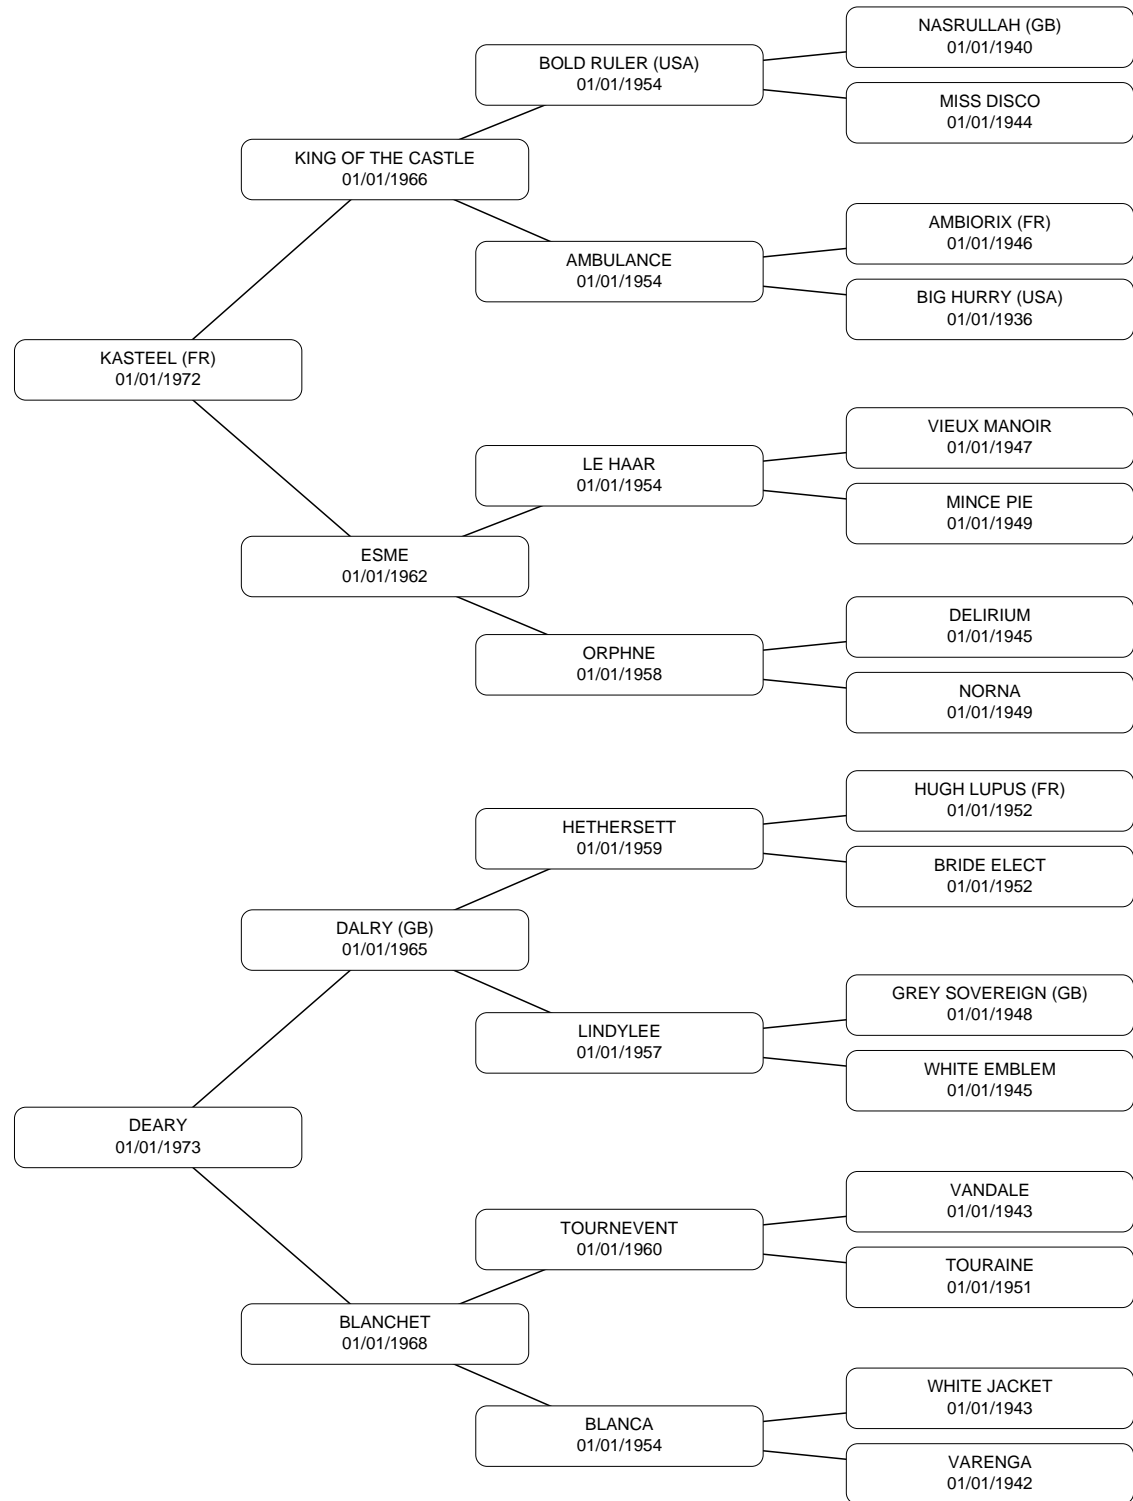 NASRULLAH (GB)
01/01/1940
BOLD RULER (USA)
01/01/1954
MISS DISCO
01/01/1944
KING OF THE CASTLE
01/01/1966
AMBIORIX (FR)
01/01/1946
AMBULANCE
01/01/1954
BIG HURRY (USA)
01/01/1936
KASTEEL (FR)
01/01/1972
VIEUX MANOIR
01/01/1947
LE HAAR
01/01/1954
MINCE PIE
01/01/1949
ESME
01/01/1962
DELIRIUM
01/01/1945
ORPHNE
01/01/1958
NORNA
01/01/1949
HUGH LUPUS (FR)
01/01/1952
HETHERSETT
01/01/1959
BRIDE ELECT
01/01/1952
DALRY (GB)
01/01/1965
GREY SOVEREIGN (GB)
01/01/1948
LINDYLEE
01/01/1957
WHITE EMBLEM
01/01/1945
DEARY
01/01/1973
VANDALE
01/01/1943
TOURNEVENT
01/01/1960
TOURAINE
01/01/1951
BLANCHET
01/01/1968
WHITE JACKET
01/01/1943
BLANCA
01/01/1954
VARENGA
01/01/1942